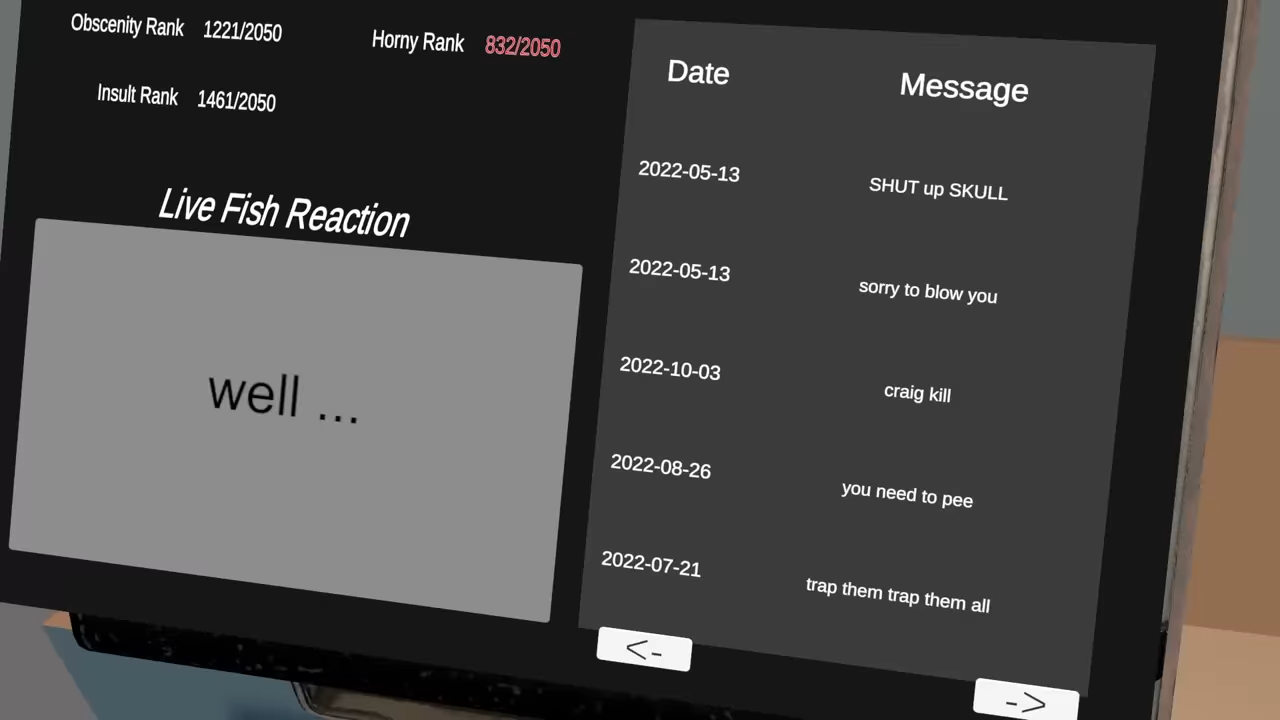 Obscenity Rank 1221/2050
Horny Rank 832/2050
Insult Rank 1461/2050
Live Fish Reaction
well ...
Date Message
2022-05-13 SHUT up SKULL
2022-05-13 sorry to blow you
2022-10-03 craig kill
2022-08-26 you need to pee
2022-07-21 trap them trap them all
<-
->